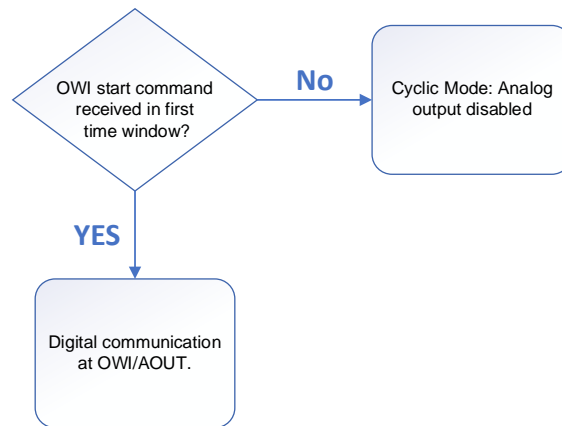 OWI start command
received in first
time window?
No
Cyclic Mode: Analog
output disabled
YES
Digital communication
at OWI/AOUT.